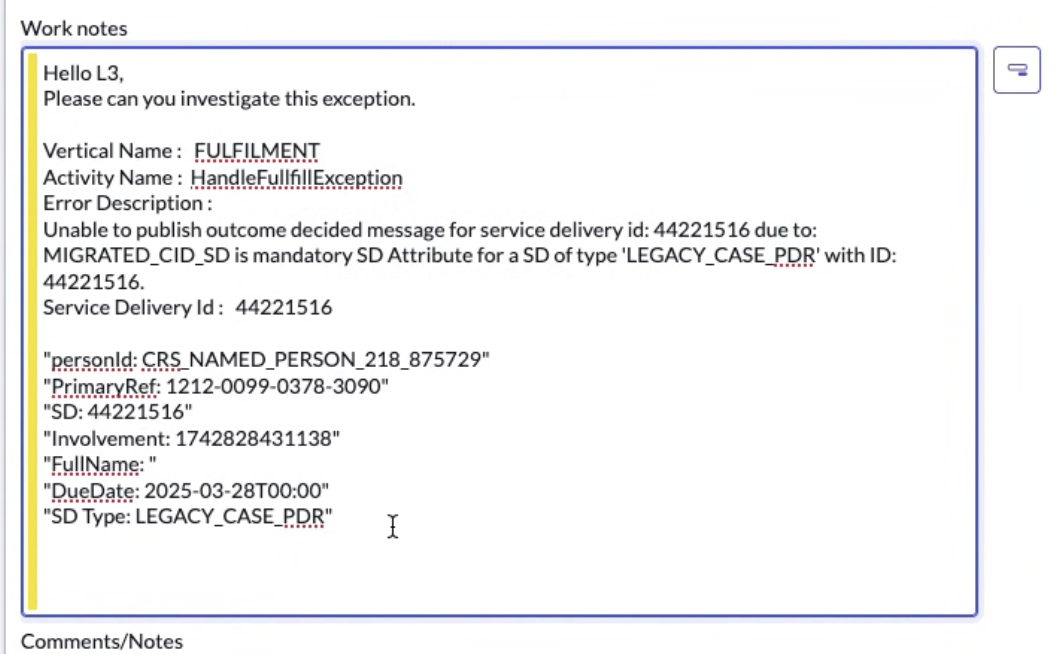 Work notes
Hello L3,
Please can you investigate this exception.
Vertical Name :  FULFILMENT
Activity Name : HandleFullfillException
Error Description :
Unable to publish outcome decided message for service delivery id: 44221516 due to:
MIGRATED_CID_SD is mandatory SD Attribute for a SD of type 'LEGACY_CASE_PDR' with ID:
44221516.
Service Delivery Id :  44221516
"personId: CRS_NAMED_PERSON_218_875729"
"PrimaryRef: 1212-0099-0378-3090"
"SD: 44221516"
"Involvement: 1742828431138"
"FullName: "
"DueDate: 2025-03-28T00:00"
"SD Type: LEGACY_CASE_PDR"
Comments/Notes